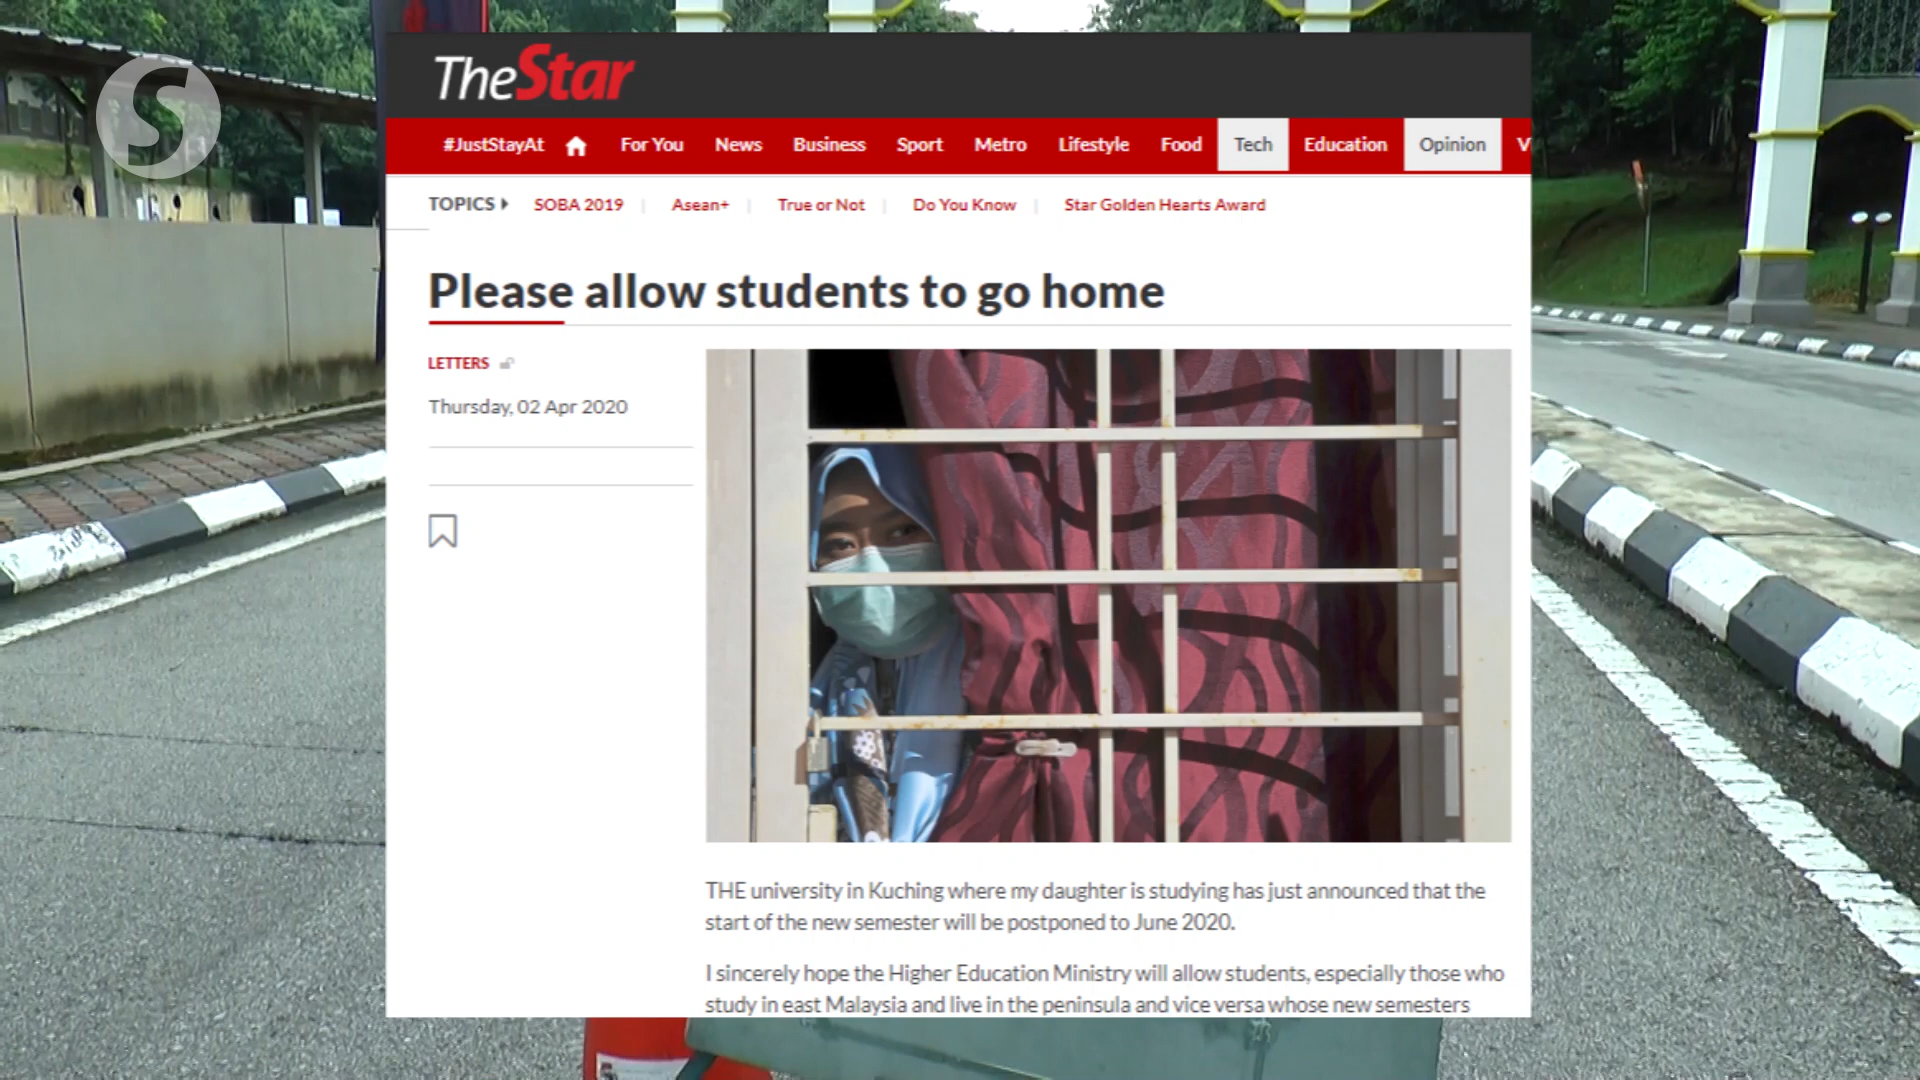 S
TheStar
#JustStayAt For You News Business Sport Metro Lifestyle Food Tech Education Opinion V
TOPICS SOBA 2019 | Asean+ | True or Not | Do You Know | Star Golden Hearts Award
Please allow students to go home
LETTERS
Thursday, 02 Apr 2020
THE university in Kuching where my daughter is studying has just announced that the
start of the new semester will be postponed to June 2020.
I sincerely hope the Higher Education Ministry will allow students, especially those who
study in east Malaysia and live in the peninsula and vice versa whose new semesters